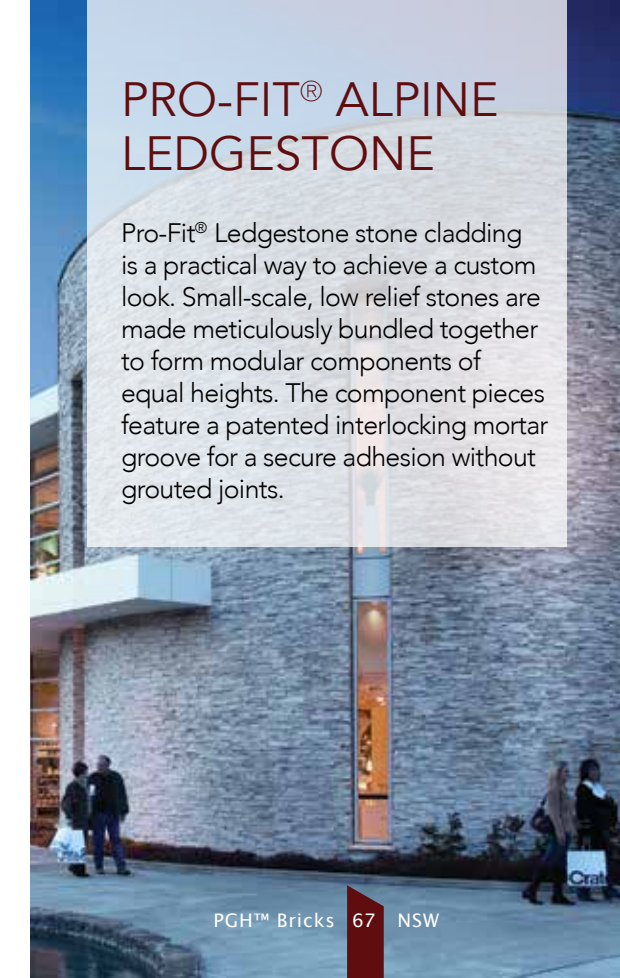 PRO-FIT® ALPINE
LEDGESTONE
Pro-Fit® Ledgestone stone cladding
is a practical way to achieve a custom
look. Small-scale, low relief stones are
made meticulously bundled together
to form modular components of
equal heights. The component pieces
feature a patented interlocking mortar
groove for a secure adhesion without
grouted joints.
Crat
PGH™ Bricks 67 NSW